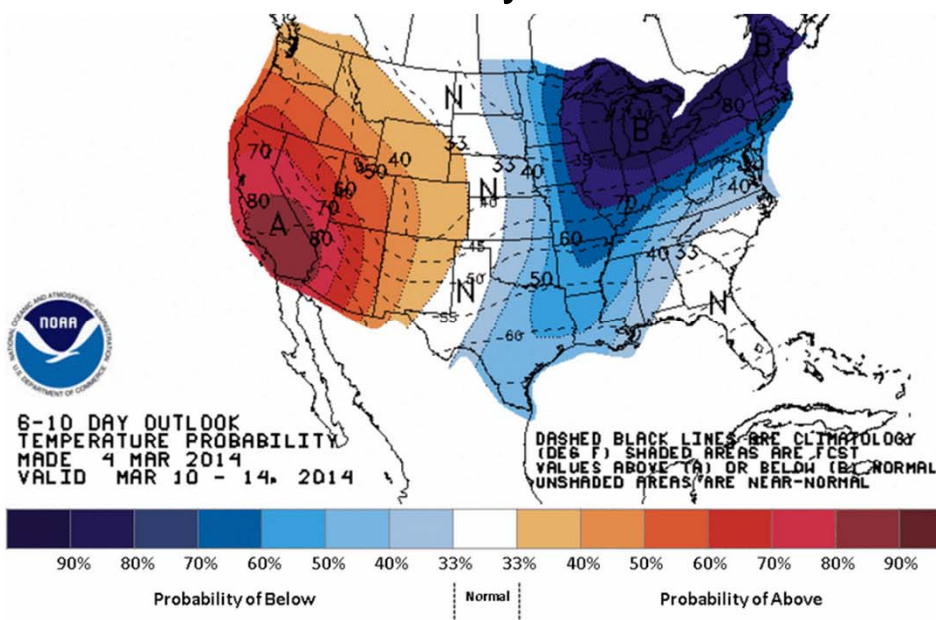 B
N
80
B
70
33
40
33
40
50
35
60
70
N
40
40
80
70
A
80
60
45
40
33
50
50
N
N
55
60
NOAA
NATIONAL OCEANIC AND ATMOSPHERIC ADMINISTRATION
U.S. DEPARTMENT OF COMMERCE
6-10 DAY OUTLOOK
TEMPERATURE PROBABILITY
MADE 4 MAR 2014
VALID MAR 10 - 14, 2014
DASHED BLACK LINES ARE CLIMATOLOGY
(DEG F) SHADED AREAS ARE FCST
VALUES ABOVE (A) OR BELOW (B) NORMAL
UNSHADED AREAS ARE NEAR-NORMAL
90% 80% 70% 60% 50% 40% 33% 33% 40% 50% 60% 70% 80% 90%
Probability of Below Normal Probability of Above